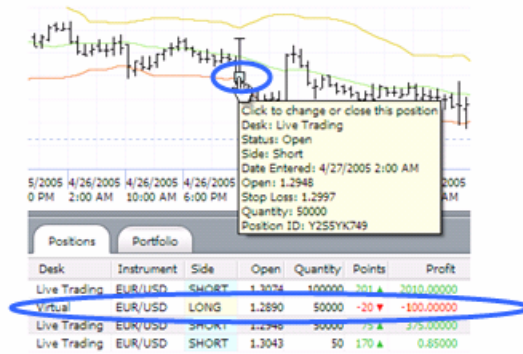 Click to change or close this position
Desk: Live Trading
Status: Open
Side: Short
Date Entered: 4/27/2005 2:00 AM
Open: 1.2948
Stop Loss: 1.2997
Quantity: 50000
Position ID: Y2S5YK749
5/2005 4/26/2005 4/26/2005 4/26/2005 2005
0 PM 2:00 AM 10:00 AM 6:00 PM AM
Positions Portfolio
Desk Instrument Side Open Quantity Points Profit
Live Trading EUR/USD SHORT 1.3074 100000 201 ▲ 2010.00000
Virtual EUR/USD LONG 1.2890 50000 -20 ▼ -100.00000
Live Trading EUR/USD SHORT 1.2948 50000 75 ▲ 375.00000
Live Trading EUR/USD SHORT 1.3043 50 170 ▲ 0.85000